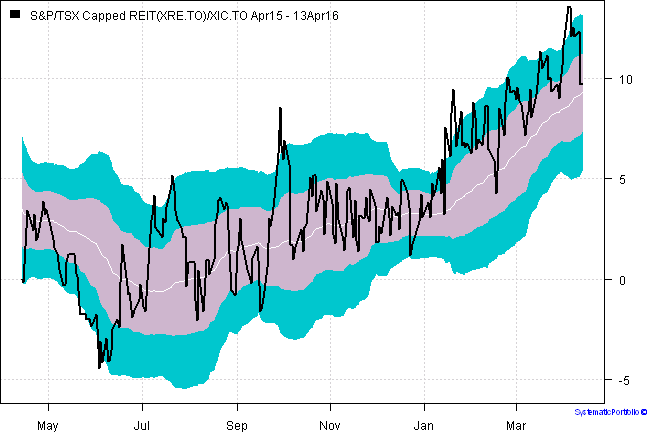 S&P/TSX Capped REIT(XRE.TO)/XIC.TO Apr15 - 13Apr16
10
5
0
-5
May Jul Sep Nov Jan Mar
SystematicPortfolio ©